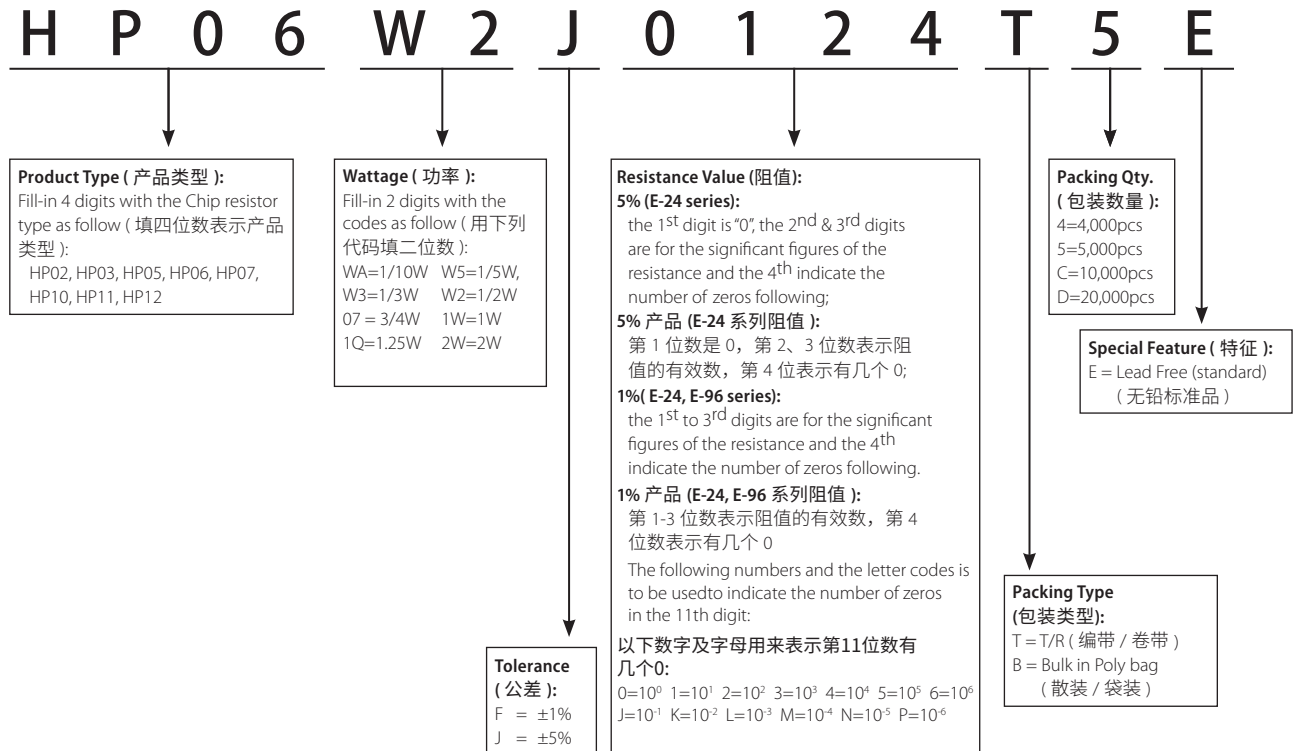 H P 0 6 W 2 J 0 1 2 4 T 5 E
Product Type ( 产品类型 ):
Fill-in 4 digits with the Chip resistor
type as follow ( 填四位数表示产品
类型 ):
HP02, HP03, HP05, HP06, HP07,
HP10, HP11, HP12
Wattage ( 功率 ):
Fill-in 2 digits with the
codes as follow ( 用下列
代码填二位数 ):
WA=1/10W W5=1/5W,
W3=1/3W W2=1/2W
07 = 3/4W 1W=1W
1Q=1.25W 2W=2W
Tolerance
( 公差 ):
F = ±1%
J = ±5%
Resistance Value (阻值):
5% (E-24 series):
the 1st digit is “0”, the 2nd & 3rd digits
are for the significant figures of the
resistance and the 4th indicate the
number of zeros following;
5% 产品 (E-24 系列阻值 ):
第 1 位数是 0，第 2、3 位数表示阻
值的有效数，第 4 位表示有几个 0;
1%( E-24, E-96 series):
the 1st to 3rd digits are for the significant
figures of the resistance and the 4th
indicate the number of zeros following.
1% 产品 (E-24, E-96 系列阻值 ):
第 1-3 位数表示阻值的有效数，第 4
位数表示有几个 0
The following numbers and the letter codes is
to be usedto indicate the number of zeros
in the 11th digit:
以下数字及字母用来表示第11位数有
几个0:
0=10⁰ 1=10¹ 2=10² 3=10³ 4=10⁴ 5=10⁵ 6=10⁶
J=10⁻¹ K=10⁻² L=10⁻³ M=10⁻⁴ N=10⁻⁵ P=10⁻⁶
Packing Type
(包装类型):
T = T/R ( 编带 / 卷带 )
B = Bulk in Poly bag
( 散装 / 袋装 )
Packing Qty.
( 包装数量 ):
4=4,000pcs
5=5,000pcs
C=10,000pcs
D=20,000pcs
Special Feature ( 特征 ):
E = Lead Free (standard)
( 无铅标准品 )